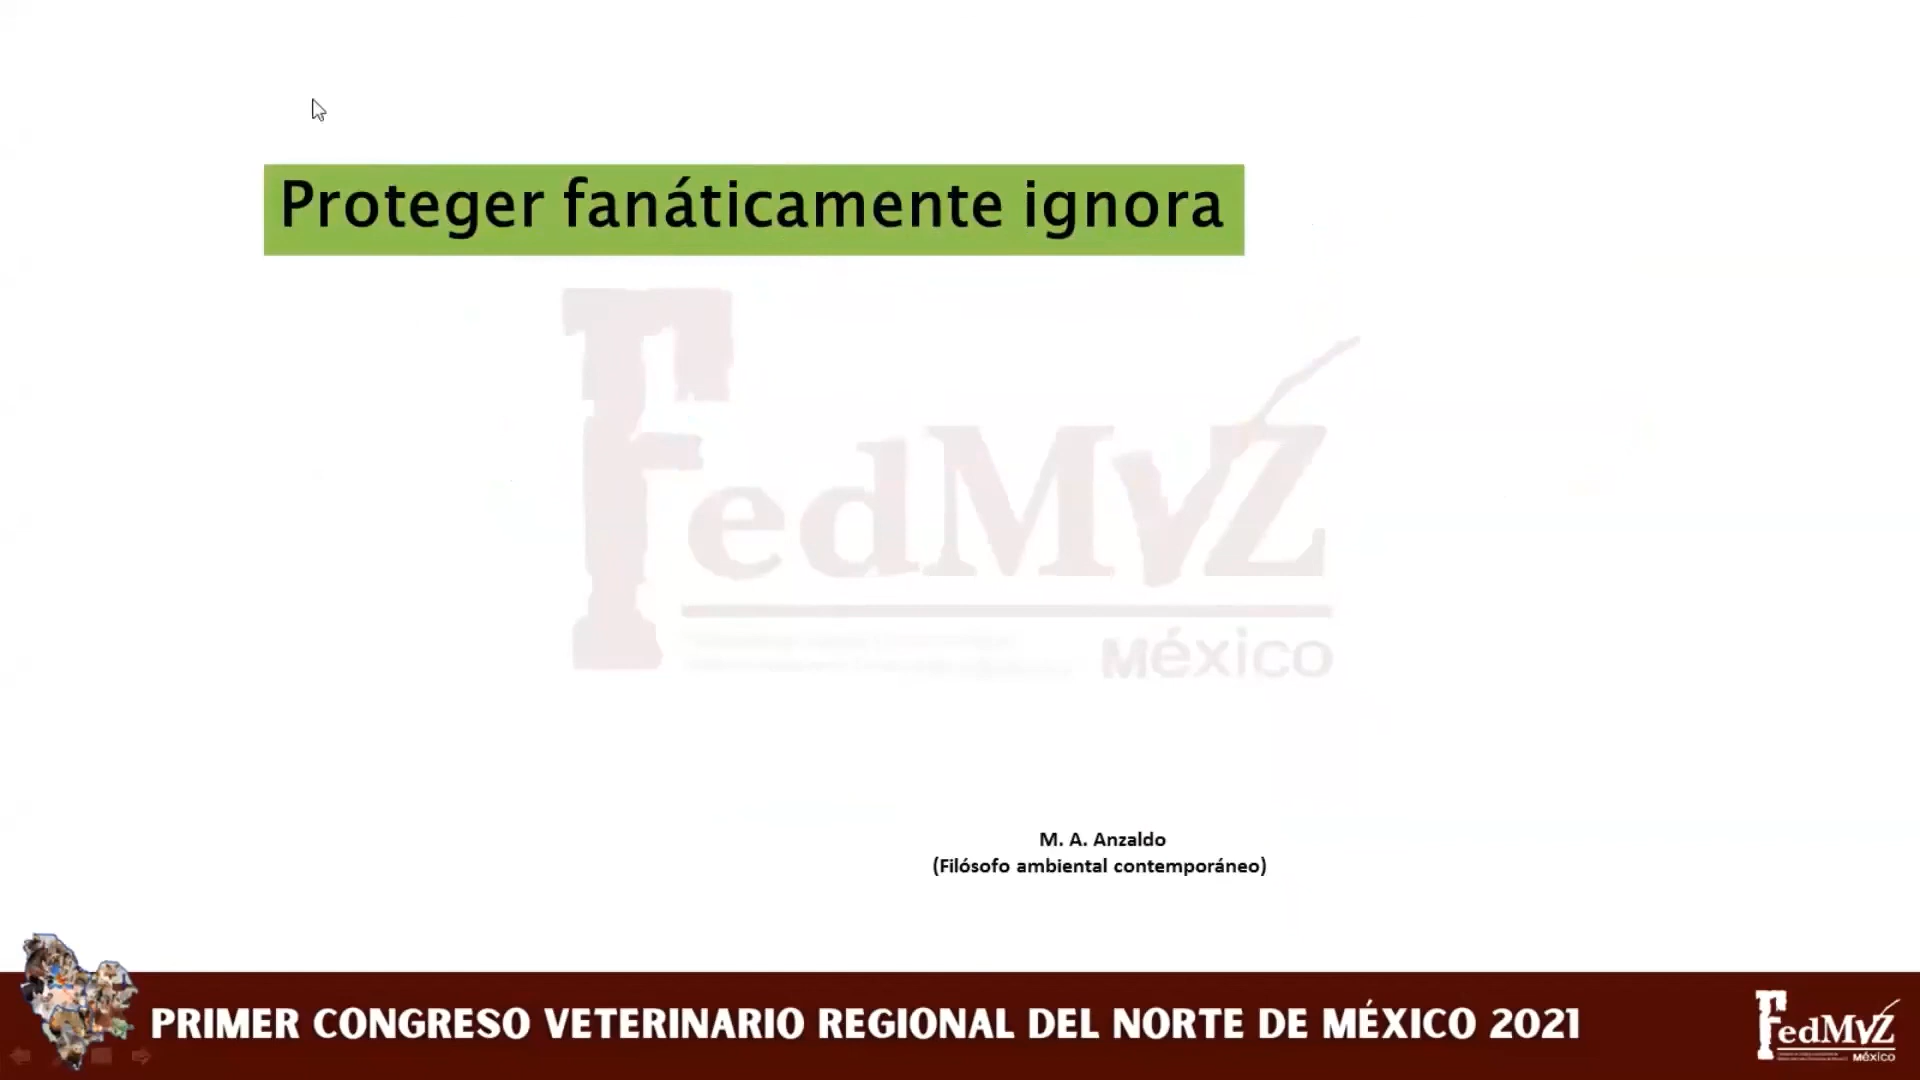 Proteger fanáticamente ignora
FedMVZ
México
M. A. Anzaldo
(Filósofo ambiental contemporáneo)
PRIMER CONGRESO VETERINARIO REGIONAL DEL NORTE DE MÉXICO 2021
FedMVZ
México